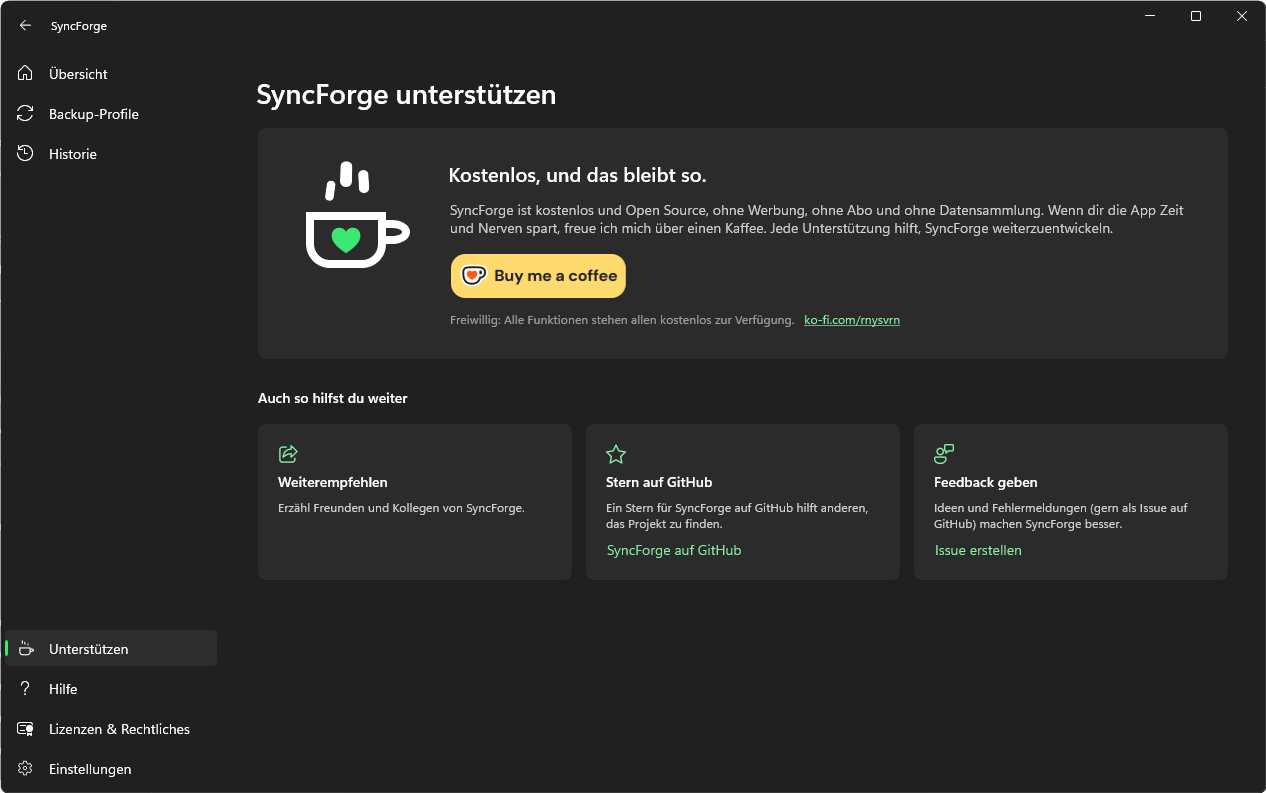 SyncForge
Übersicht
Backup-Profile
Historie
SyncForge unterstützen
Kostenlos, und das bleibt so.
SyncForge ist kostenlos und Open Source, ohne Werbung, ohne Abo und ohne Datensammlung. Wenn dir die App Zeit
und Nerven spart, freue ich mich über einen Kaffee. Jede Unterstützung hilft, SyncForge weiterzuentwickeln.
Buy me a coffee
Freiwillig: Alle Funktionen stehen allen kostenlos zur Verfügung. ko-fi.com/rnysvrn
Auch so hilfst du weiter
Weiterempfehlen
Erzähl Freunden und Kollegen von SyncForge.
Stern auf GitHub
Ein Stern für SyncForge auf GitHub hilft anderen,
das Projekt zu finden.
SyncForge auf GitHub
Feedback geben
Ideen und Fehlermeldungen (gern als Issue auf
GitHub) machen SyncForge besser.
Issue erstellen
Unterstützen
Hilfe
Lizenzen & Rechtliches
Einstellungen